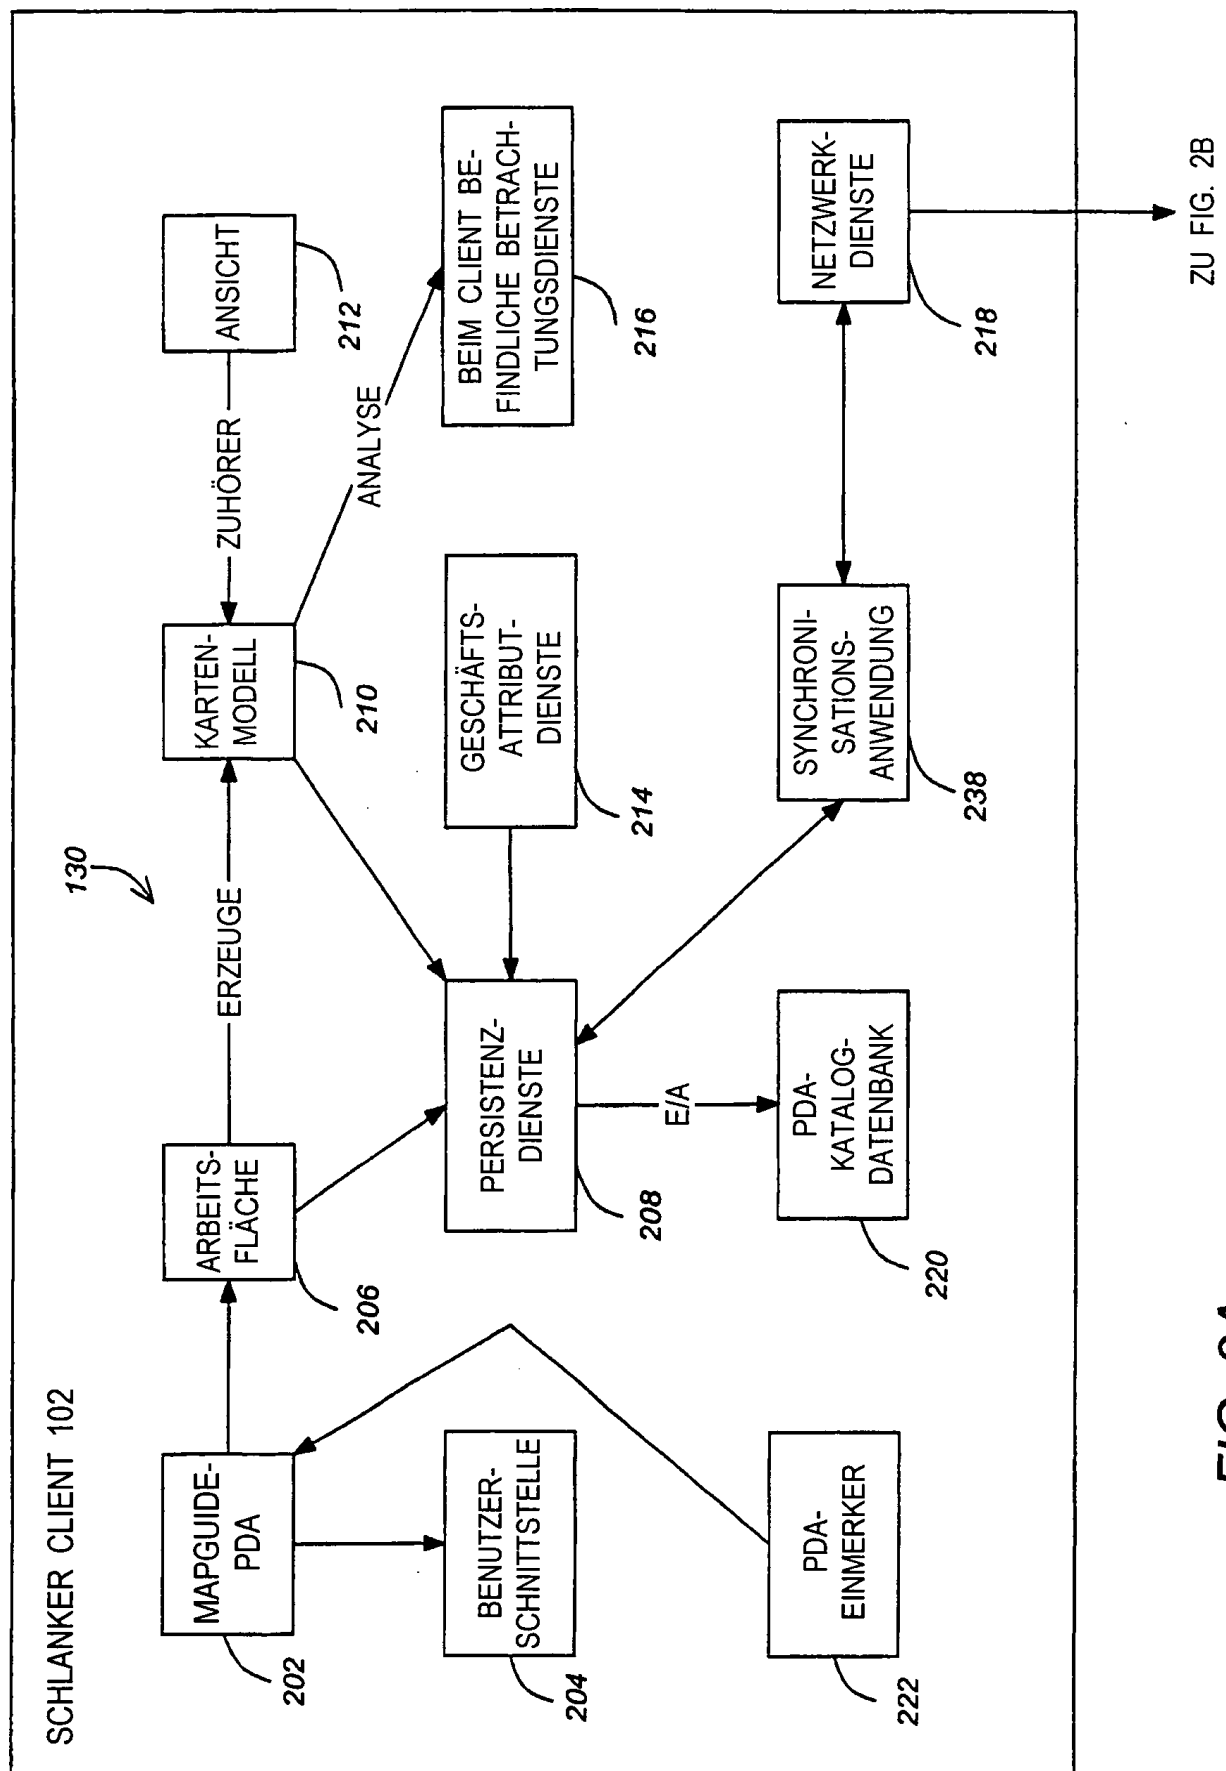 SCHLANKER CLIENT 102
130
MAPGUIDE-
PDA
202
ARBEITS-
FLÄCHE
206
ERZEUGE
KARTEN-
MODELL
210
ZUHÖRER
ANSICHT
212
ANALYSE
BENUTZER-
SCHNITTSTELLE
204
PERSISTENZ-
DIENSTE
208
GESCHÄFTS-
ATTRIBUT-
DIENSTE
214
BEIM CLIENT BE-
FINDLICHE BETRACH-
TUNGSDIENSTE
216
E/A
PDA-
EINMERKER
222
PDA-
KATALOG-
DATENBANK
220
SYNCHRONI-
SATIONS-
ANWENDUNG
238
NETZWERK-
DIENSTE
218
ZU FIG. 2B